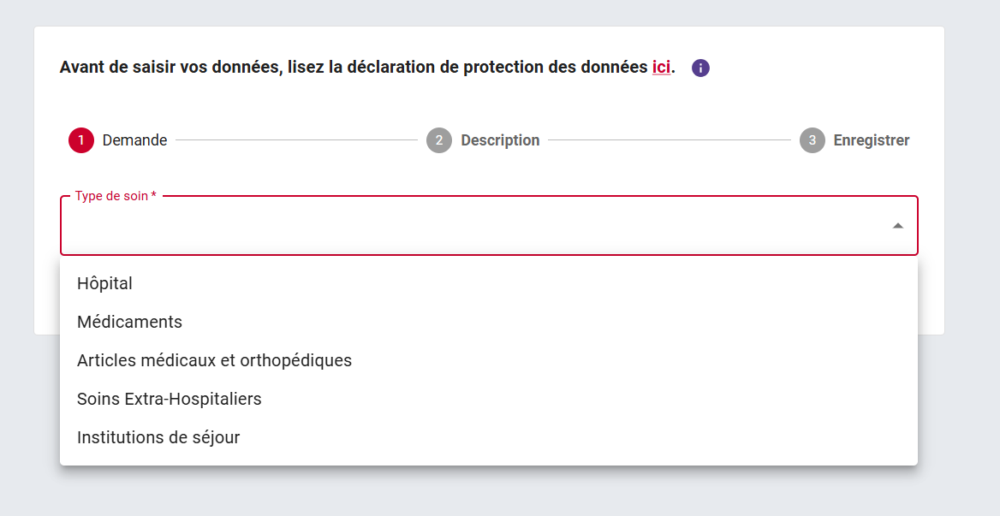 Avant de saisir vos données, lisez la déclaration de protection des données ici. i
1 Demande 2 Description 3 Enregistrer
Type de soin *
Hôpital
Médicaments
Articles médicaux et orthopédiques
Soins Extra-Hospitaliers
Institutions de séjour